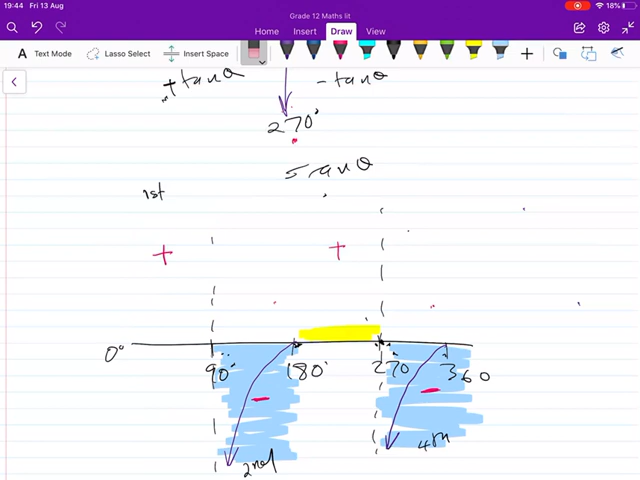 19:44 Fri 13 Aug
18%
Grade 12 Maths lit
Home Insert Draw View
Text Mode Lasso Select Insert Space
+tanθ -tanθ
270°
5 tanθ
1st
+ +
0° 90° 180° 270 360
- -
2nd 4th